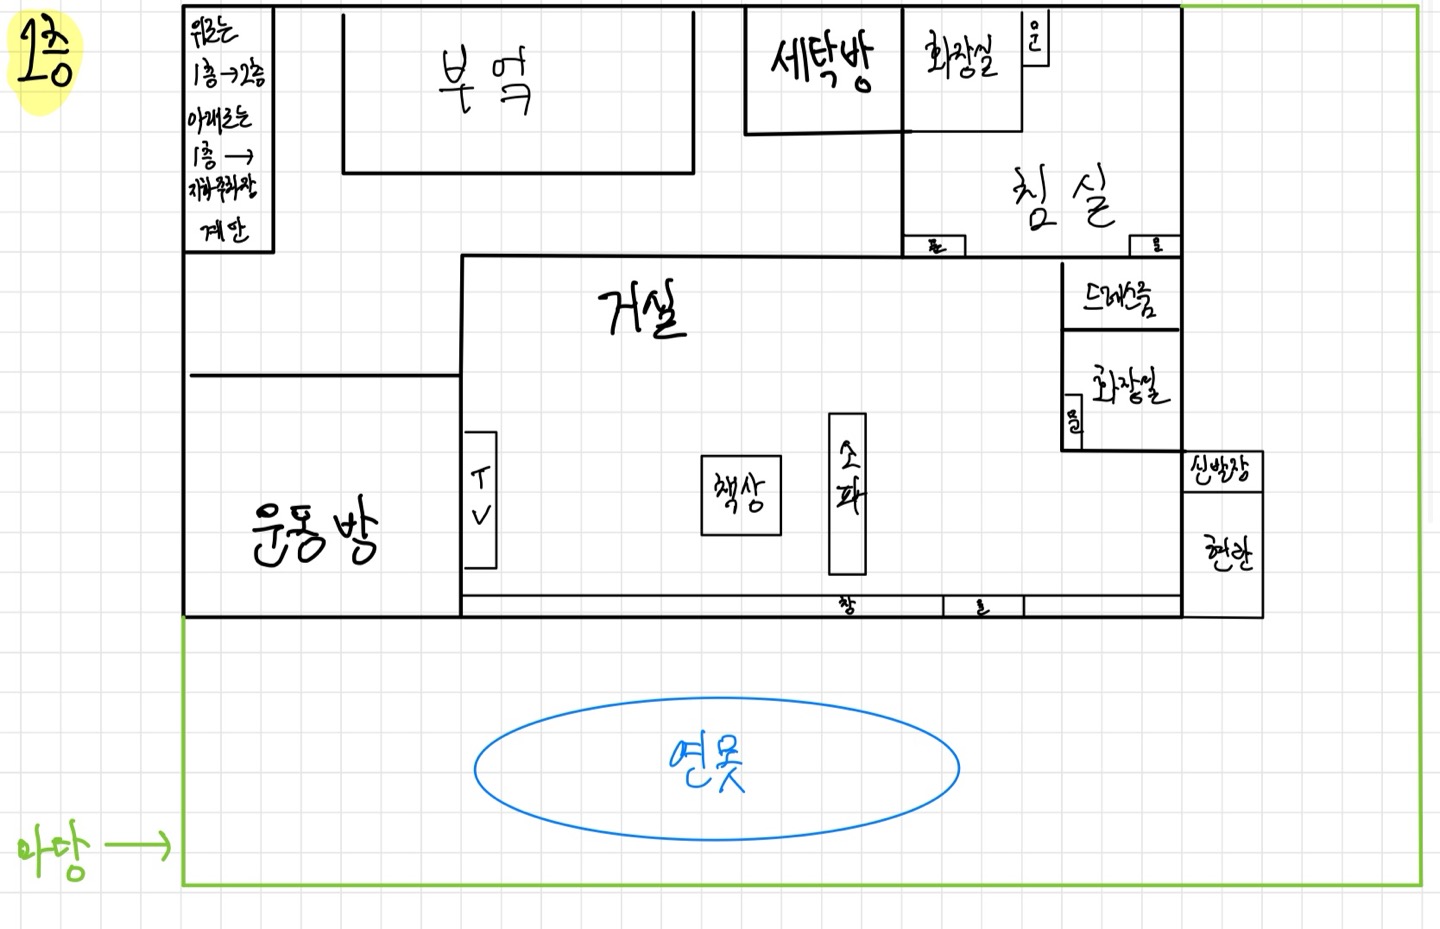 1층
위로는
1층→2층
아래로는
1층→
지하주차장
계단
부엌
세탁방
화장실
문
침실
문
문
거실
드레스룸
화장실
문
신발장
현관
운동방
TV
책상
소파
창
문
연못
마당→